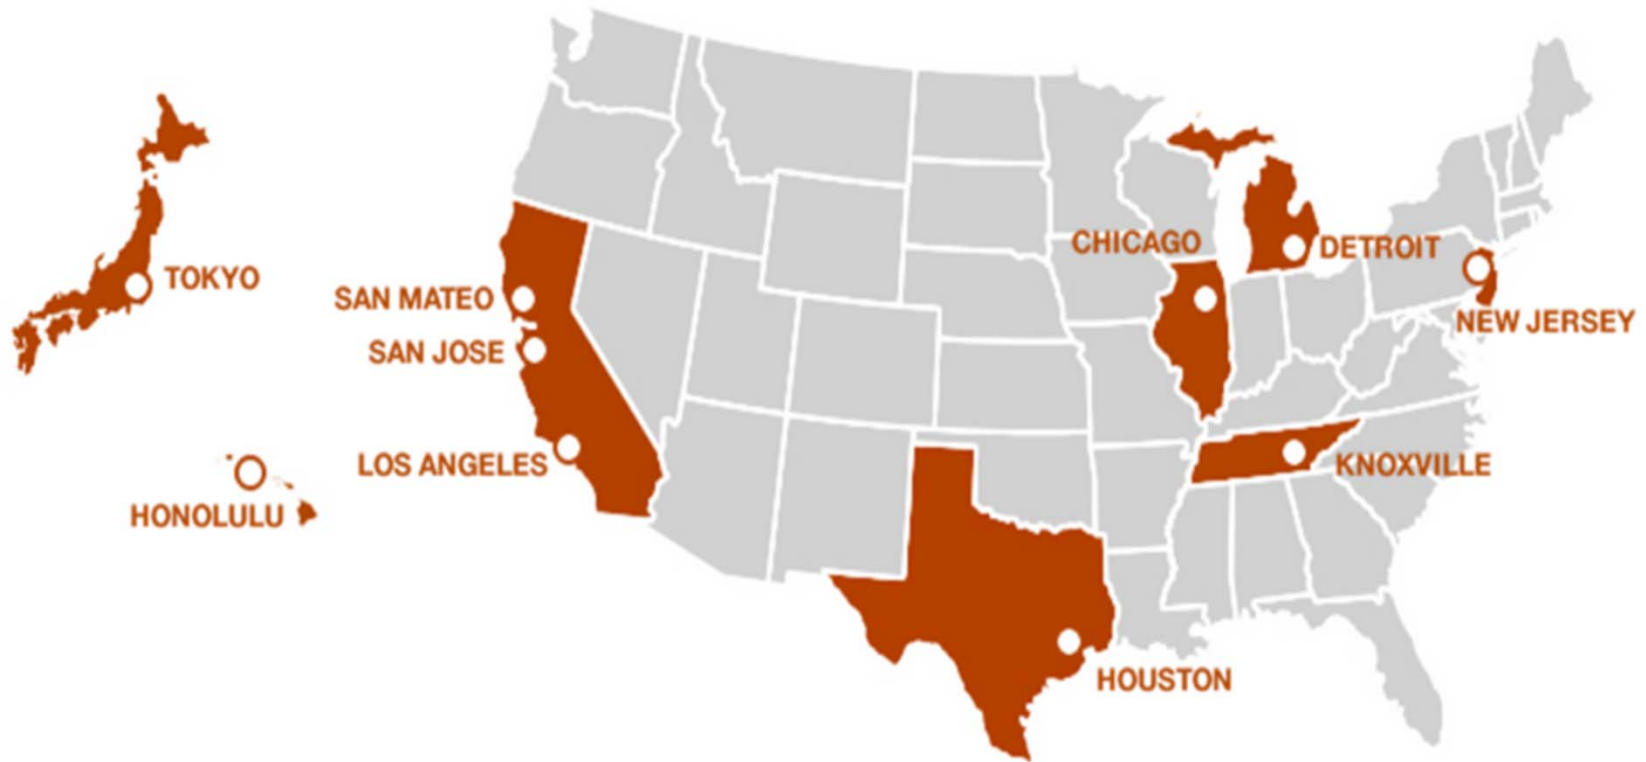 CHICAGO
DETROIT
TOKYO
SAN MATEO
NEW JERSEY
SAN JOSE
LOS ANGELES
KNOXVILLE
HONOLULU
HOUSTON